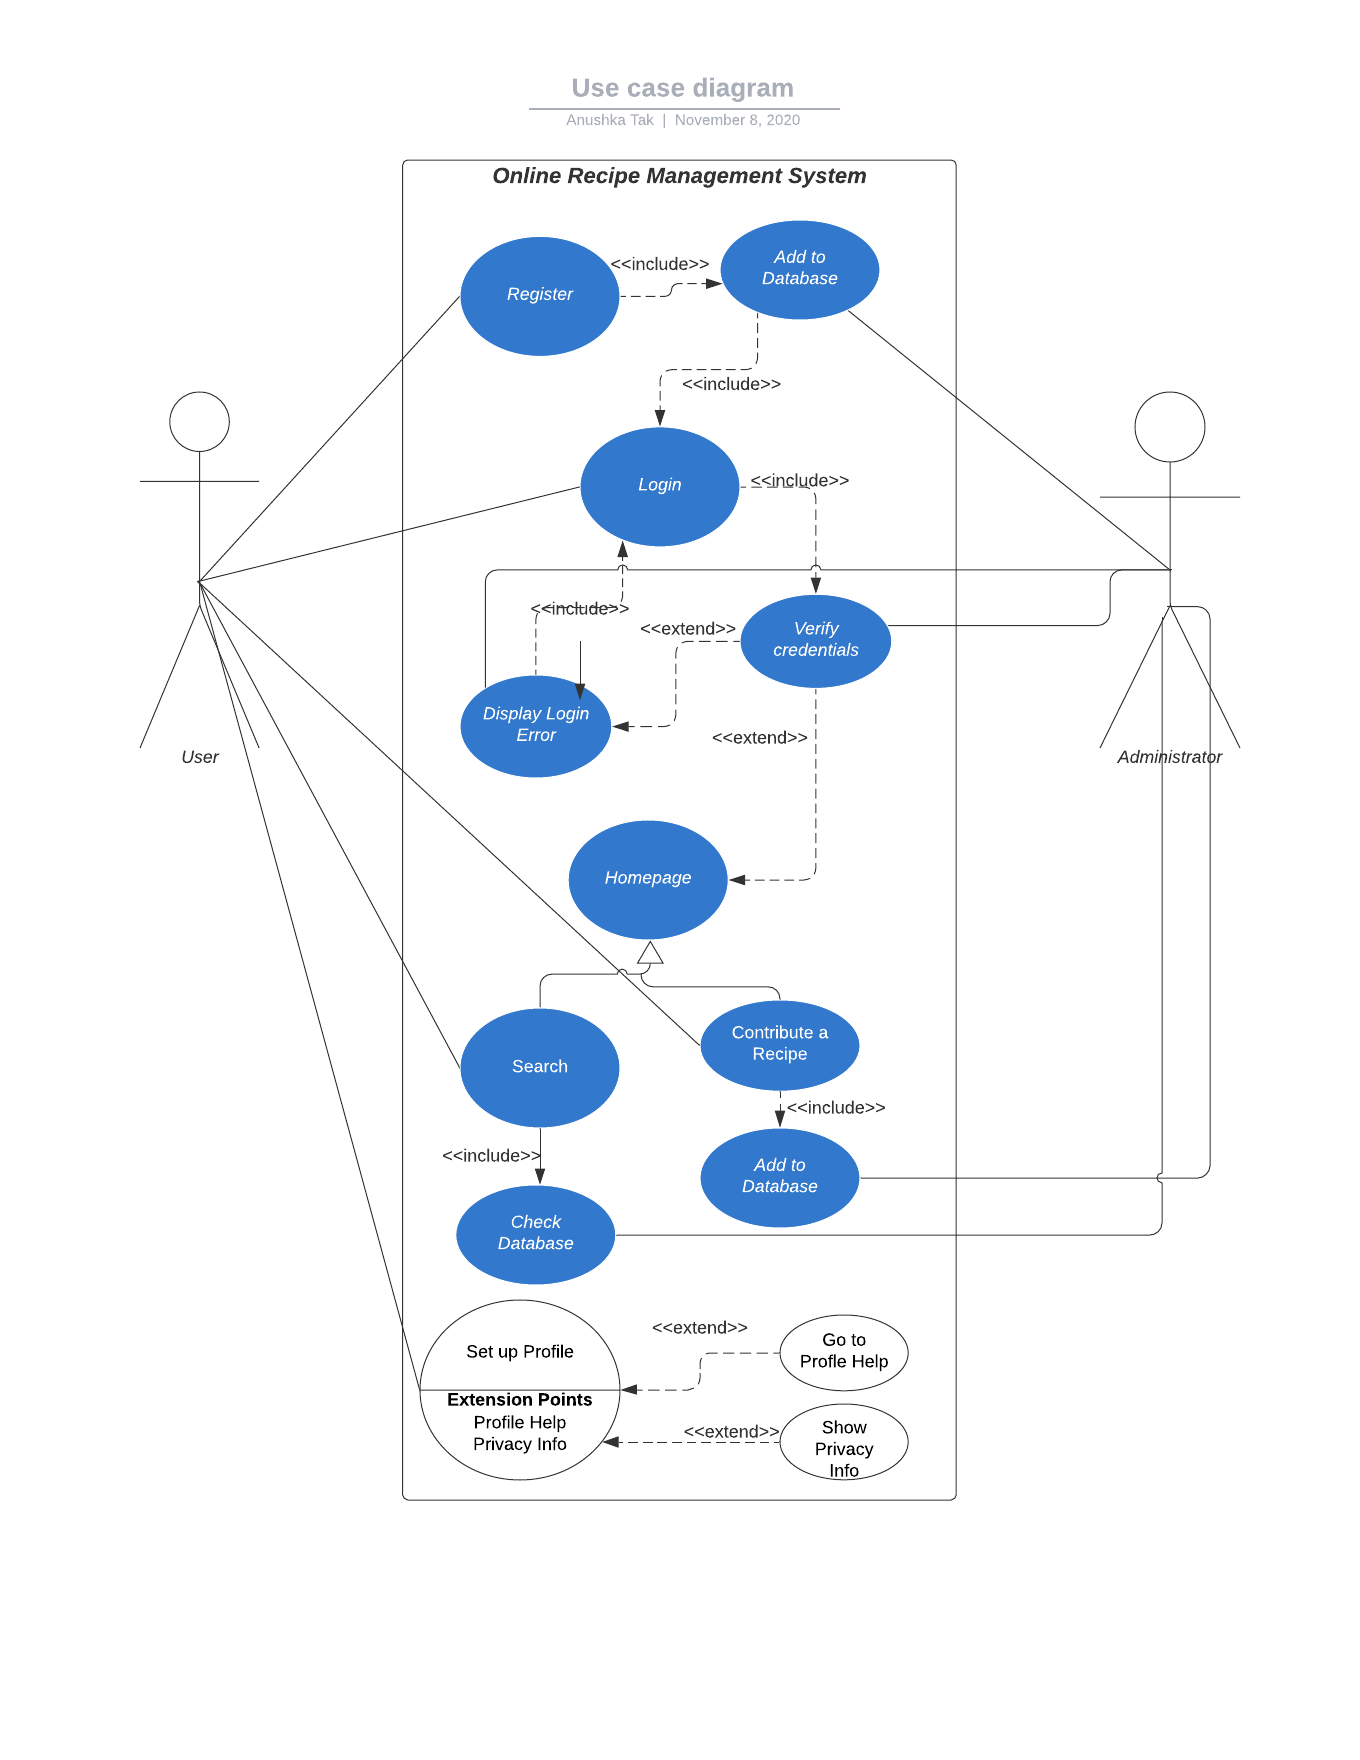 Use case diagram
Anushka Tak | November 8, 2020
Online Recipe Management System
Register
<<include>>
Add to
Database
<<include>>
Login
<<include>>
<<include>>
<<extend>>
Verify
credentials
Display Login
Error
<<extend>>
User
Administrator
Homepage
Search
Contribute a
Recipe
<<include>>
<<include>>
Add to
Database
Check
Database
Set up Profile
Extension Points
Profile Help
Privacy Info
<<extend>>
Go to
Profle Help
<<extend>>
Show
Privacy
Info